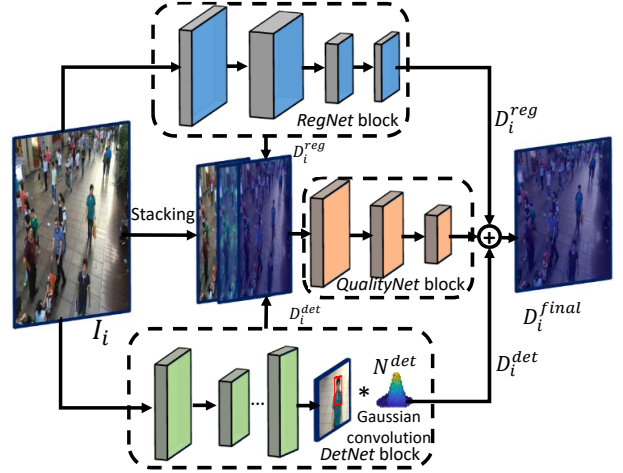 RegNet block
D_i^{reg}
D_i^{reg}
Stacking
I_i
QualityNet block
+
D_i^{final}
D_i^{det}
D_i^{det}
...
*
N^{det}
Gaussian
convolution
DetNet block